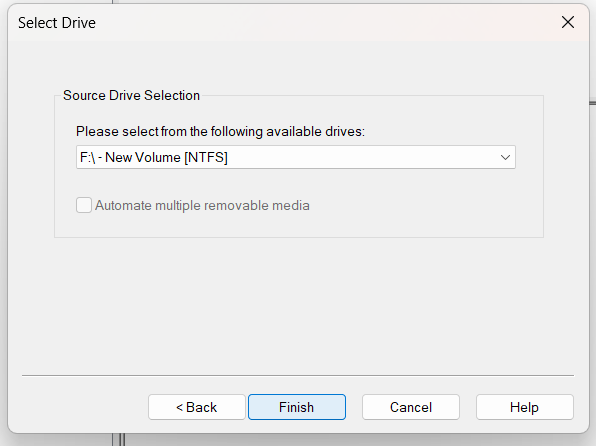 Select Drive
Source Drive Selection
Please select from the following available drives:
F:\ - New Volume [NTFS]
Automate multiple removable media
< Back
Finish
Cancel
Help